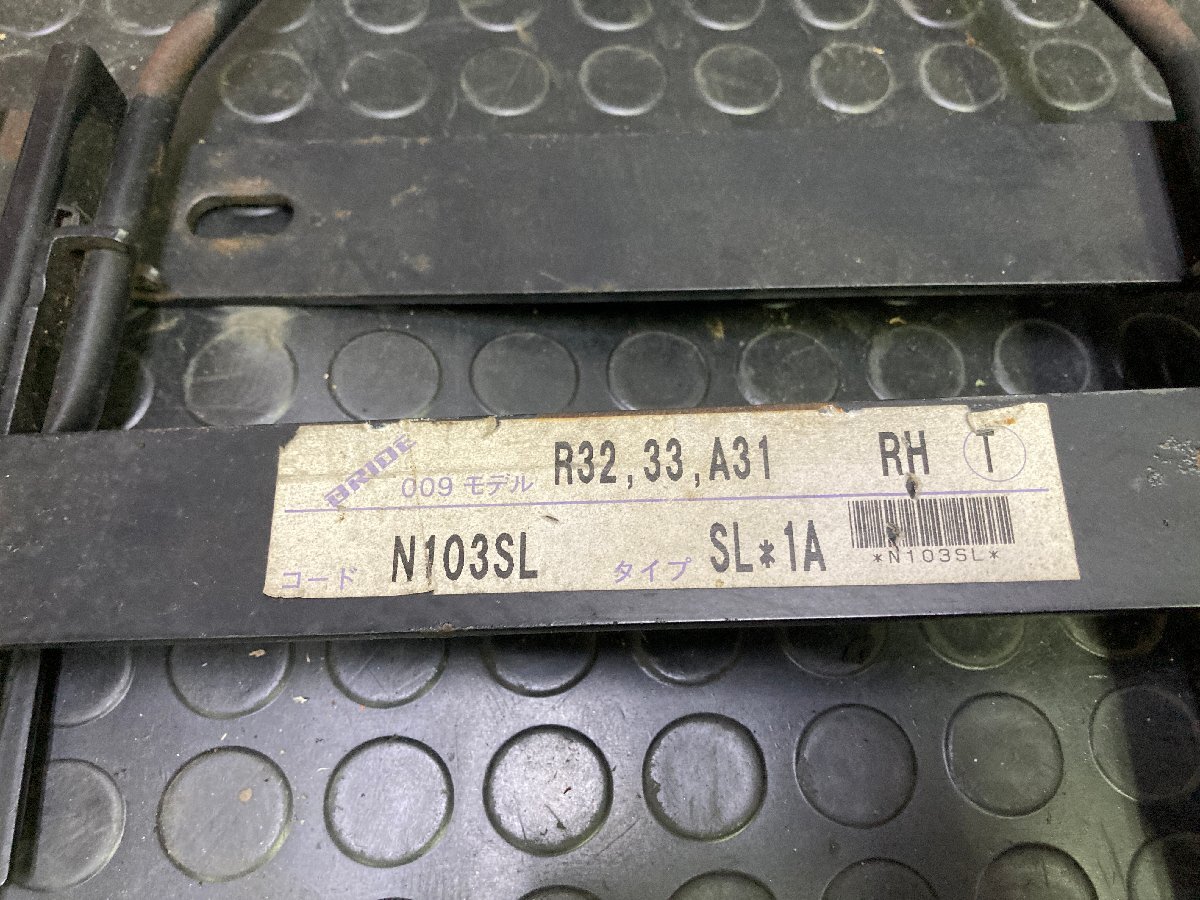 BRIDE 009 モデル R32,33,A31 RH T
コード N103SL タイプ SL*1A
*N103SL*